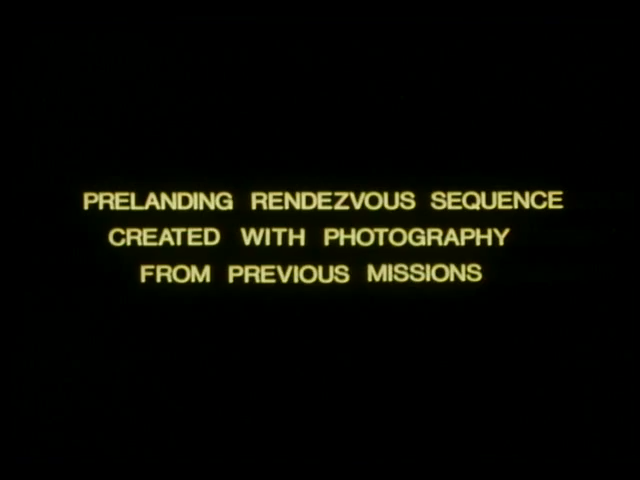 PRELANDING RENDEZVOUS SEQUENCE
CREATED WITH PHOTOGRAPHY
FROM PREVIOUS MISSIONS